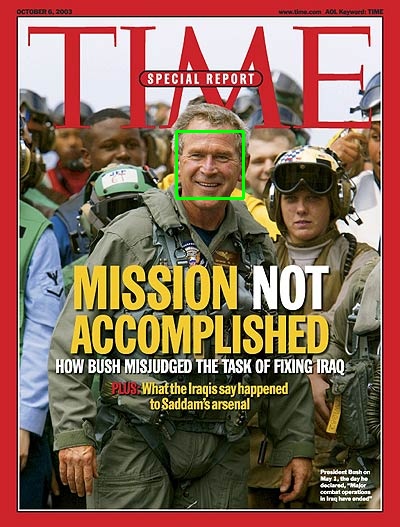 OCTOBER 6, 2003
www.time.com AOL Keyword: TIME
TIME
SPECIAL REPORT
MISSION NOT
ACCOMPLISHED
HOW BUSH MISJUDGED THE TASK OF FIXING IRAQ
PLUS: What the Iraqis say happened
to Saddam's arsenal
President Bush on
May 1, the day he
declared, "Major
combat operations
in Iraq have ended"